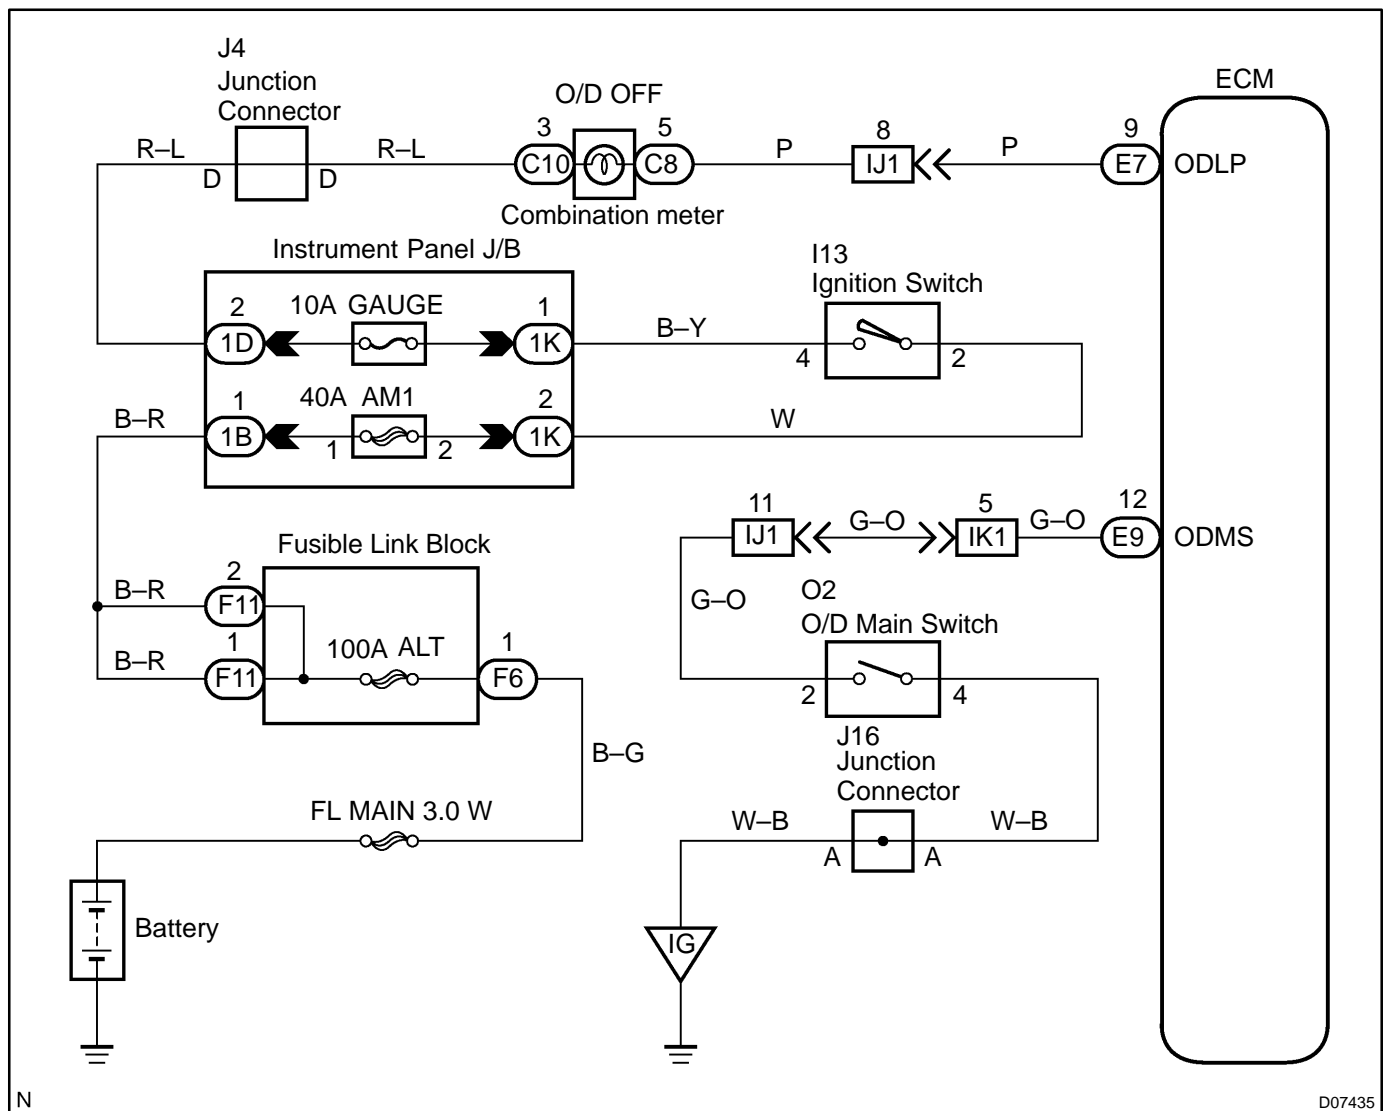 J4
Junction
Connector
O/D OFF
ECM
R–L
D
D
R–L
3
C10
5
C8
P
8
IJ1
P
9
E7
ODLP
Combination meter
Instrument Panel J/B
I13
Ignition Switch
2
10A GAUGE
1
1D
1K
B–Y
4
2
B–R
1
40A AM1
2
1B
1
2
1K
W
11
IJ1
G–O
5
IK1
G–O
12
E9
ODMS
Fusible Link Block
B–R
2
F11
G–O
O2
O/D Main Switch
B–R
1
F11
100A ALT
1
F6
2
4
J16
Junction
Connector
B–G
FL MAIN 3.0 W
W–B
A
A
W–B
Battery
IG
N
D07435